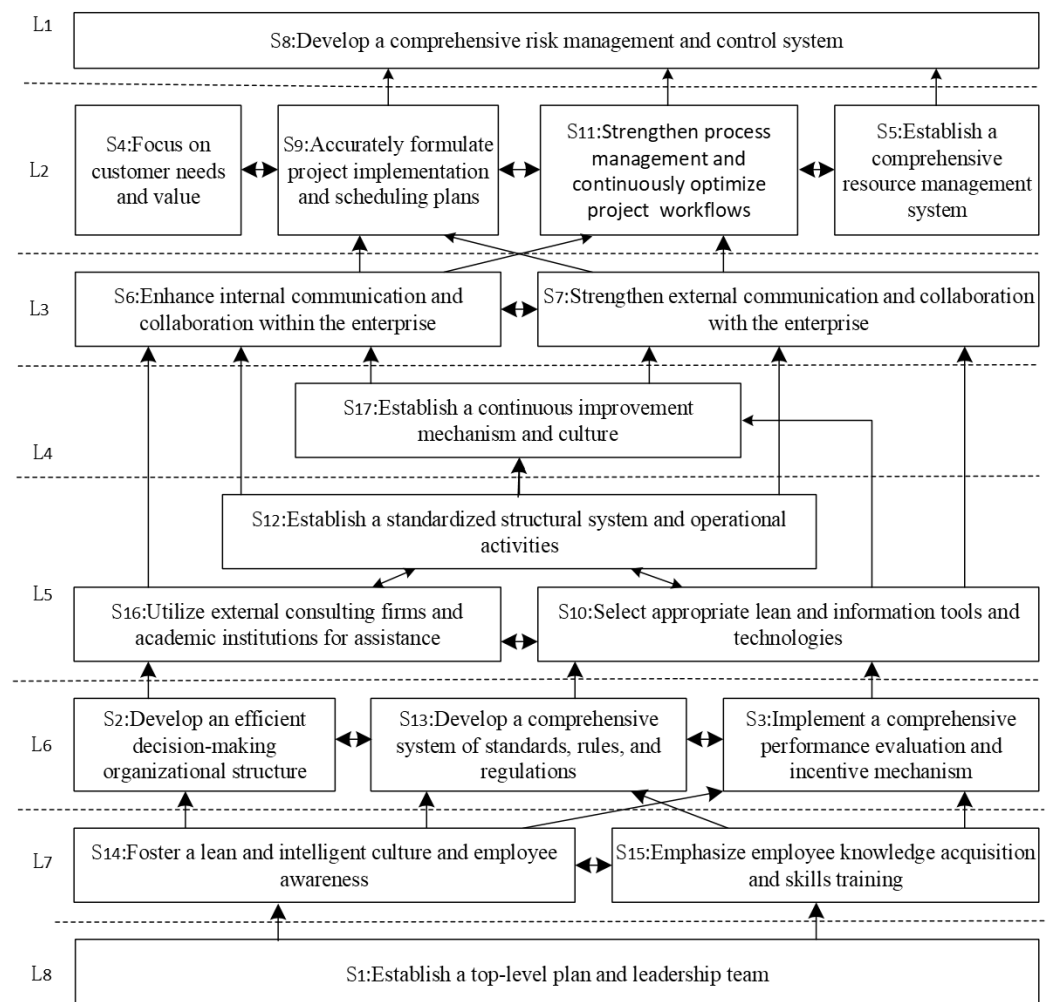 L1
S8:Develop a comprehensive risk management and control system
L2
S4:Focus on
customer needs
and value
S9:Accurately formulate
project implementation
and scheduling plans
S11:Strengthen process
management and
continuously optimize
project workflows
S5:Establish a
comprehensive
resource management
system
L3
S6:Enhance internal communication and
collaboration within the enterprise
S7:Strengthen external communication and collaboration
with the enterprise
L4
S17:Establish a continuous improvement
mechanism and culture
L5
S12:Establish a standardized structural system and operational
activities
S16:Utilize external consulting firms and
academic institutions for assistance
S10:Select appropriate lean and information tools and
technologies
L6
S2:Develop an efficient
decision-making
organizational structure
S13:Develop a comprehensive
system of standards, rules, and
regulations
S3:Implement a comprehensive
performance evaluation and
incentive mechanism
L7
S14:Foster a lean and intelligent culture and employee
awareness
S15:Emphasize employee knowledge acquisition
and skills training
L8
S1:Establish a top-level plan and leadership team